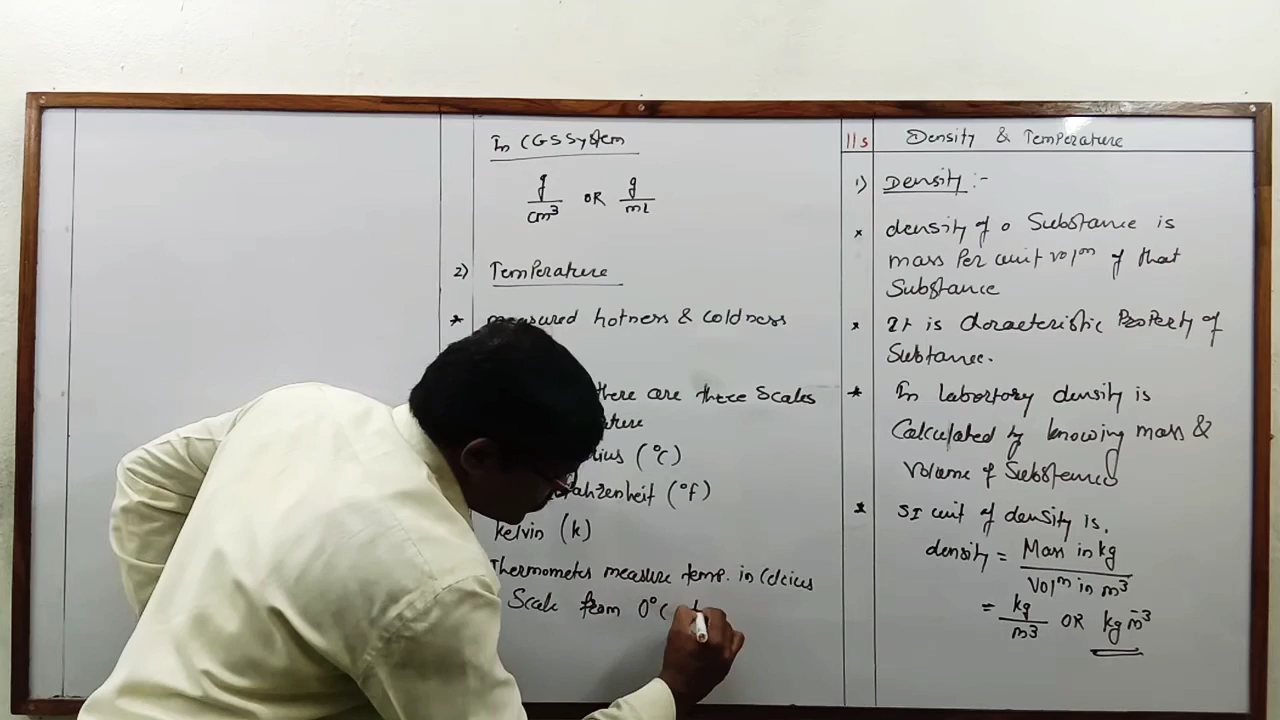 11s Density & Temperature
1) Density :-
* density of a Substance is
mass Per unit volm of that
Substance
* It is Characteristic Property of
Substance.
* In labortory density is
Calculated by knowing mass &
Volume of Substance
* SI unit of density is.
density = Mass in kg
Volm in m³
= kg OR kg m̄³
m³
In CGS System
g OR g
cm³ ml
2) Temperature
* measured hotness & coldness
there are three Scales
(°C)
(°F)
kelvin (k)
Thermometer measure temp. in Celcius
Scale from 0°C